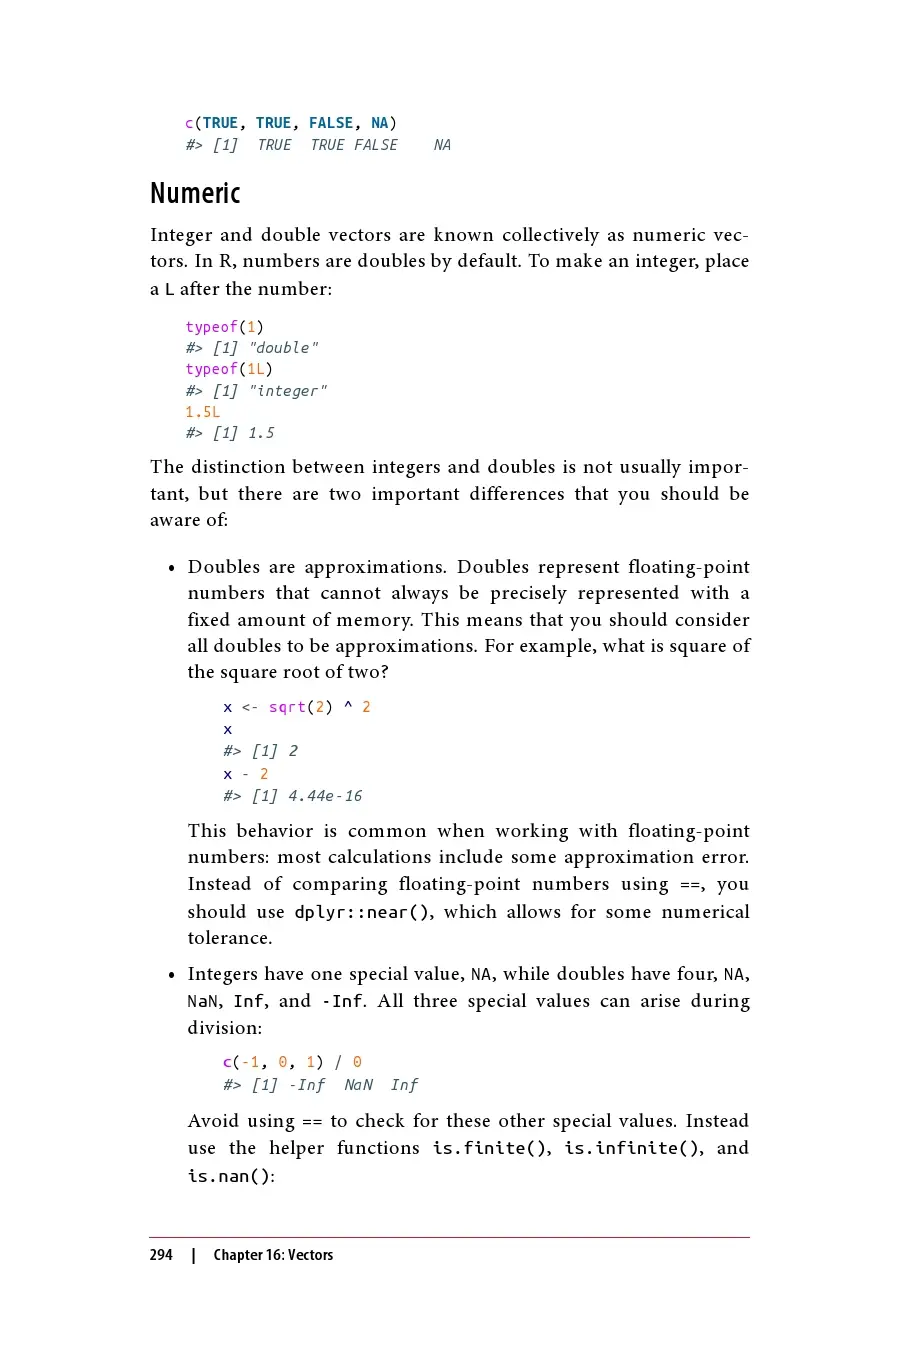 c(TRUE, TRUE, FALSE, NA)
#> [1]  TRUE  TRUE FALSE    NA
Numeric
Integer and double vectors are known collectively as numeric vec-
tors. In R, numbers are doubles by default. To make an integer, place
a L after the number:
typeof(1)
#> [1] "double"
typeof(1L)
#> [1] "integer"
1.5L
#> [1] 1.5
The distinction between integers and doubles is not usually impor-
tant, but there are two important differences that you should be
aware of:
• Doubles are approximations. Doubles represent floating-point
numbers that cannot always be precisely represented with a
fixed amount of memory. This means that you should consider
all doubles to be approximations. For example, what is square of
the square root of two?
x <- sqrt(2) ^ 2
x
#> [1] 2
x - 2
#> [1] 4.44e-16
This behavior is common when working with floating-point
numbers: most calculations include some approximation error.
Instead of comparing floating-point numbers using ==, you
should use dplyr::near(), which allows for some numerical
tolerance.
• Integers have one special value, NA, while doubles have four, NA,
NaN, Inf, and -Inf. All three special values can arise during
division:
c(-1, 0, 1) / 0
#> [1] -Inf  NaN  Inf
Avoid using == to check for these other special values. Instead
use the helper functions is.finite(), is.infinite(), and
is.nan():
294 | Chapter 16: Vectors